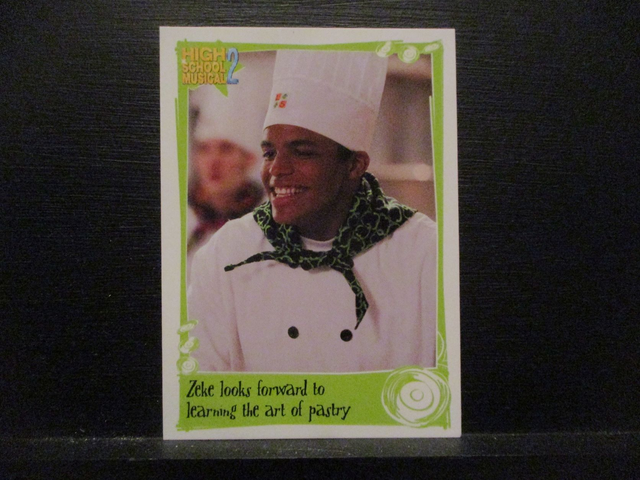 HIGH
SCHOOL
MUSICAL 2
Zeke looks forward to
learning the art of pastry